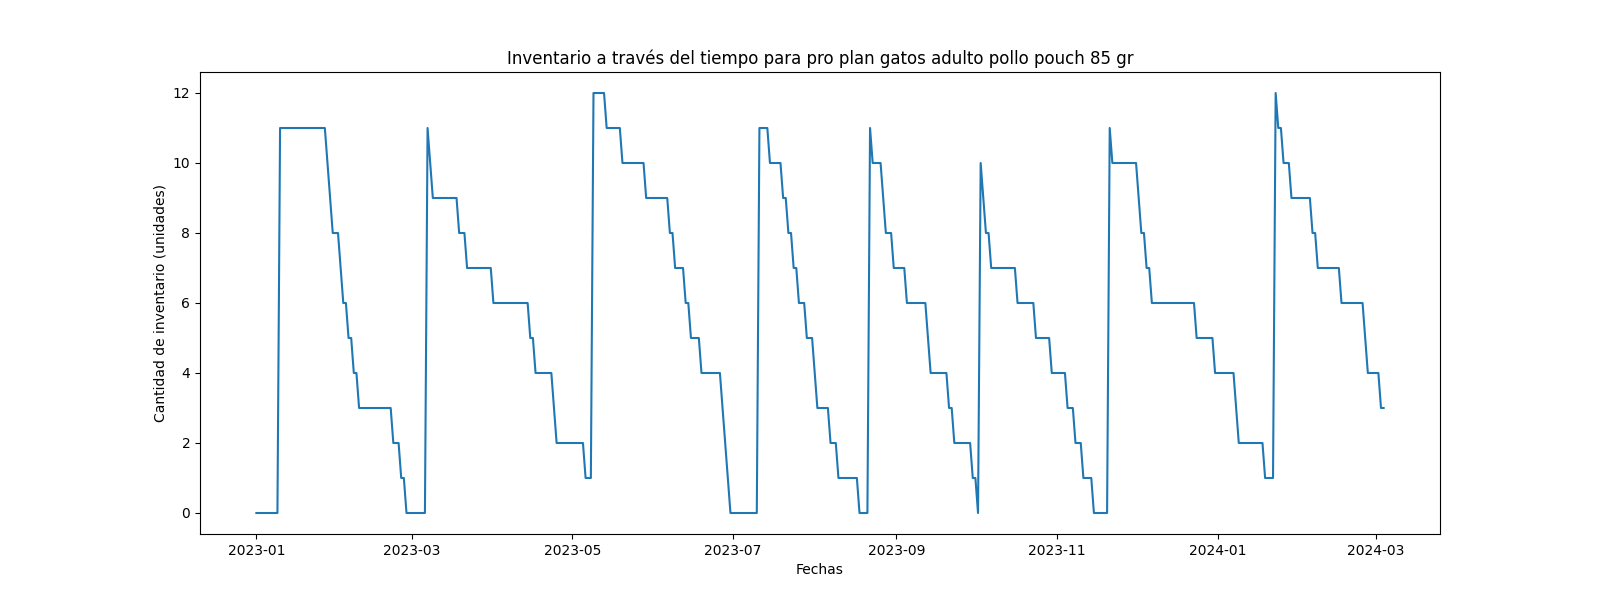 Inventario a través del tiempo para pro plan gatos adulto pollo pouch 85 gr
Cantidad de inventario (unidades)
12
10
8
6
4
2
0
2023-01 2023-03 2023-05 2023-07 2023-09 2023-11 2024-01 2024-03
Fechas